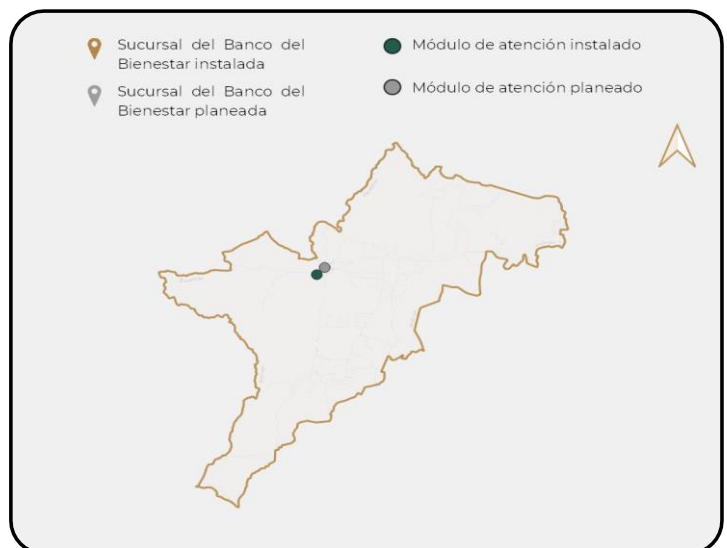 Sucursal del Banco del
Bienestar instalada
Sucursal del Banco del
Bienestar planeada
Módulo de atención instalado
Módulo de atención planeado